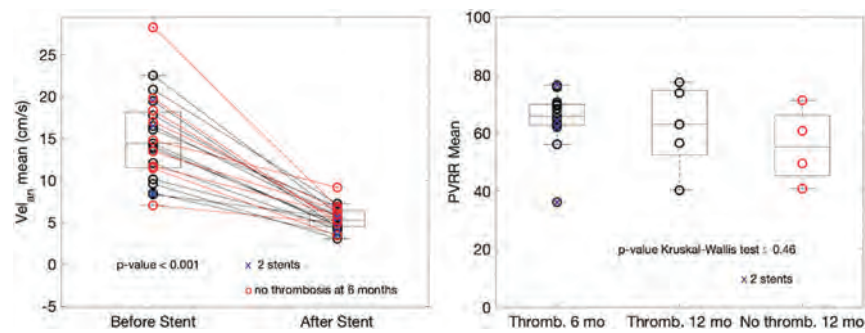 Vel_an mean (cm/s)
25
20
15
10
5
0
-5
p-value < 0.001
x 2 stents
o no thrombosis at 6 months
Before Stent
After Stent
PVRR Mean
100
80
60
40
20
0
p-value Kruskal-Wallis test : 0.46
x 2 stents
Thromb. 6 mo
Thromb. 12 mo
No thromb. 12 mo